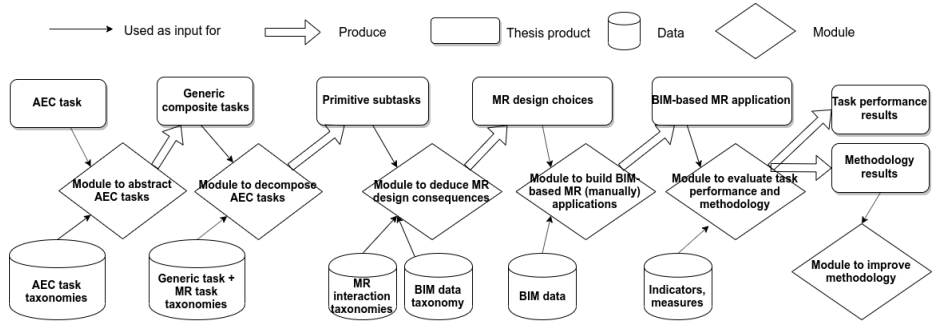 Used as input for
Produce
Thesis product
Data
Module
AEC task
Generic
composite tasks
Primitive subtasks
MR design choices
BIM-based MR application
Task performance
results
Methodology
results
Module to abstract
AEC tasks
Module to decompose
AEC tasks
Module to deduce MR
design consequences
Module to build BIM-
based MR (manually)
applications
Module to evaluate task
performance and
methodology
Module to improve
methodology
AEC task
taxonomies
Generic task +
MR task
taxonomies
MR
interaction
taxonomies
BIM data
taxonomy
BIM data
Indicators,
measures